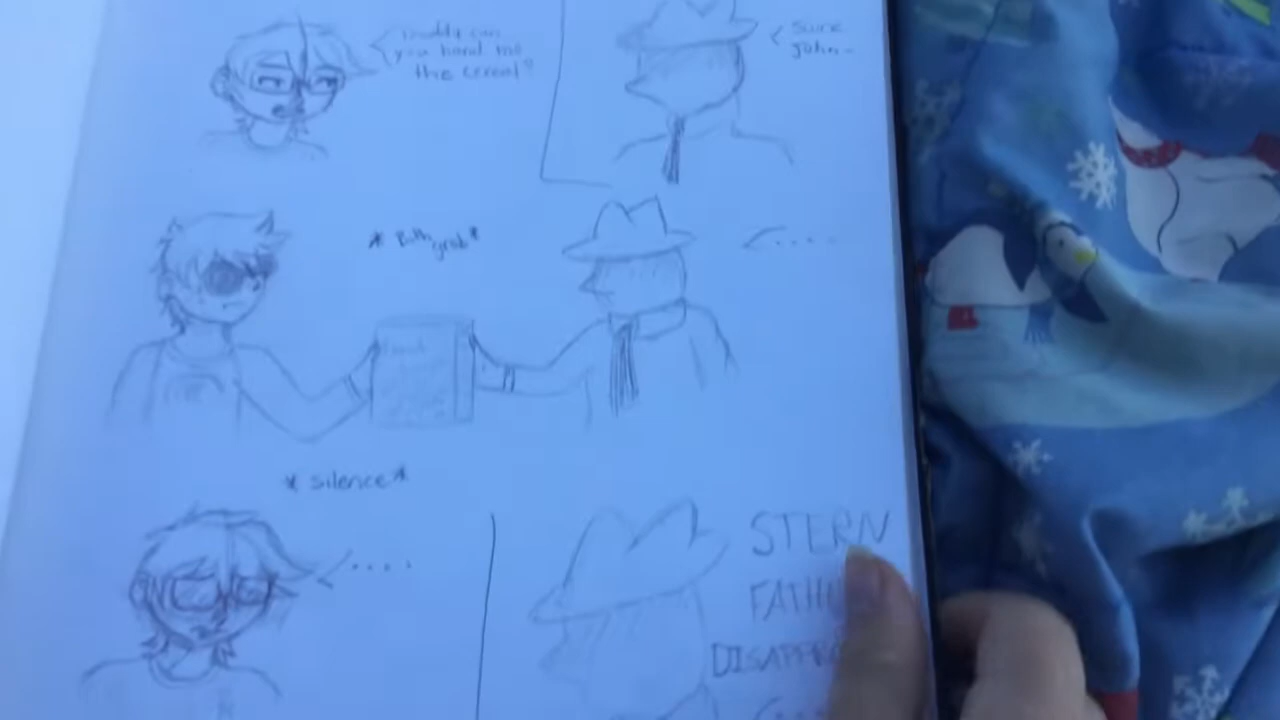 Daddy can
you hand me
the cereal?
Sure
John-
*Both
grab*
....
*silence*
....
STERN